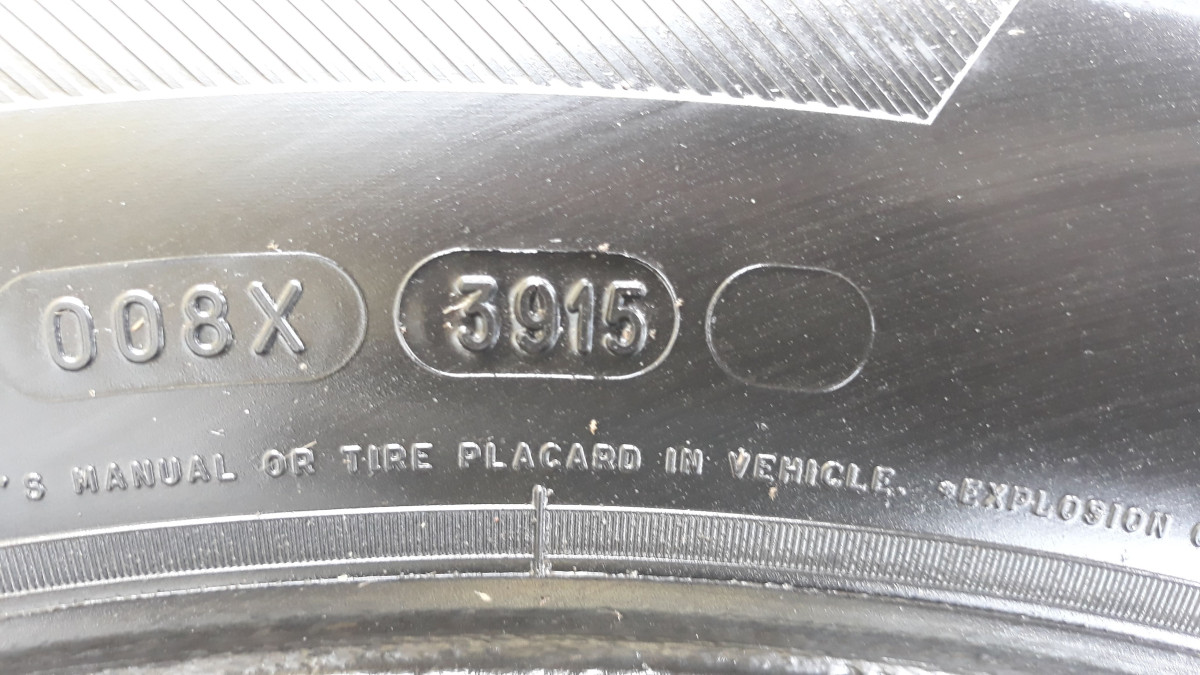 008X 3915
'S MANUAL OR TIRE PLACARD IN VEHICLE. •EXPLOSION